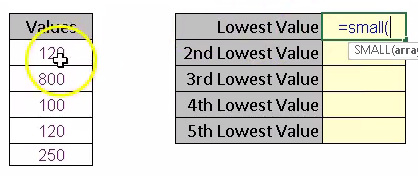 Values
120
800
100
120
250
Lowest Value =small(
SMALL(array
2nd Lowest Value
3rd Lowest Value
4th Lowest Value
5th Lowest Value